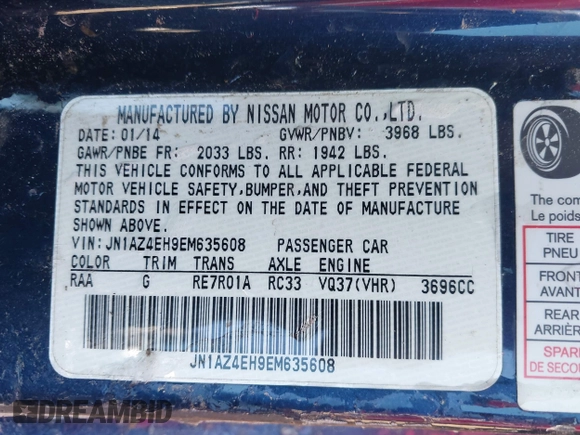 MANUFACTURED BY NISSAN MOTOR CO.,LTD.
DATE: 01/14 GVWR/PNBV: 3968 LBS.
GAWR/PNBE FR: 2033 LBS. RR: 1942 LBS.
THIS VEHICLE CONFORMS TO ALL APPLICABLE FEDERAL
MOTOR VEHICLE SAFETY,BUMPER,AND THEFT PREVENTION
STANDARDS IN EFFECT ON THE DATE OF MANUFACTURE
SHOWN ABOVE.
VIN: JN1AZ4EH9EM635608 PASSENGER CAR
COLOR TRIM TRANS AXLE ENGINE
RAA G RE7R01A RC33 VQ37(VHR) 3696CC
JN1AZ4EH9EM635608
The com
Le poids
TIRE
PNEU
FRONT
AVANT
REAR
ARRIÈR
SPARE
DE SECOU
DREAMBID